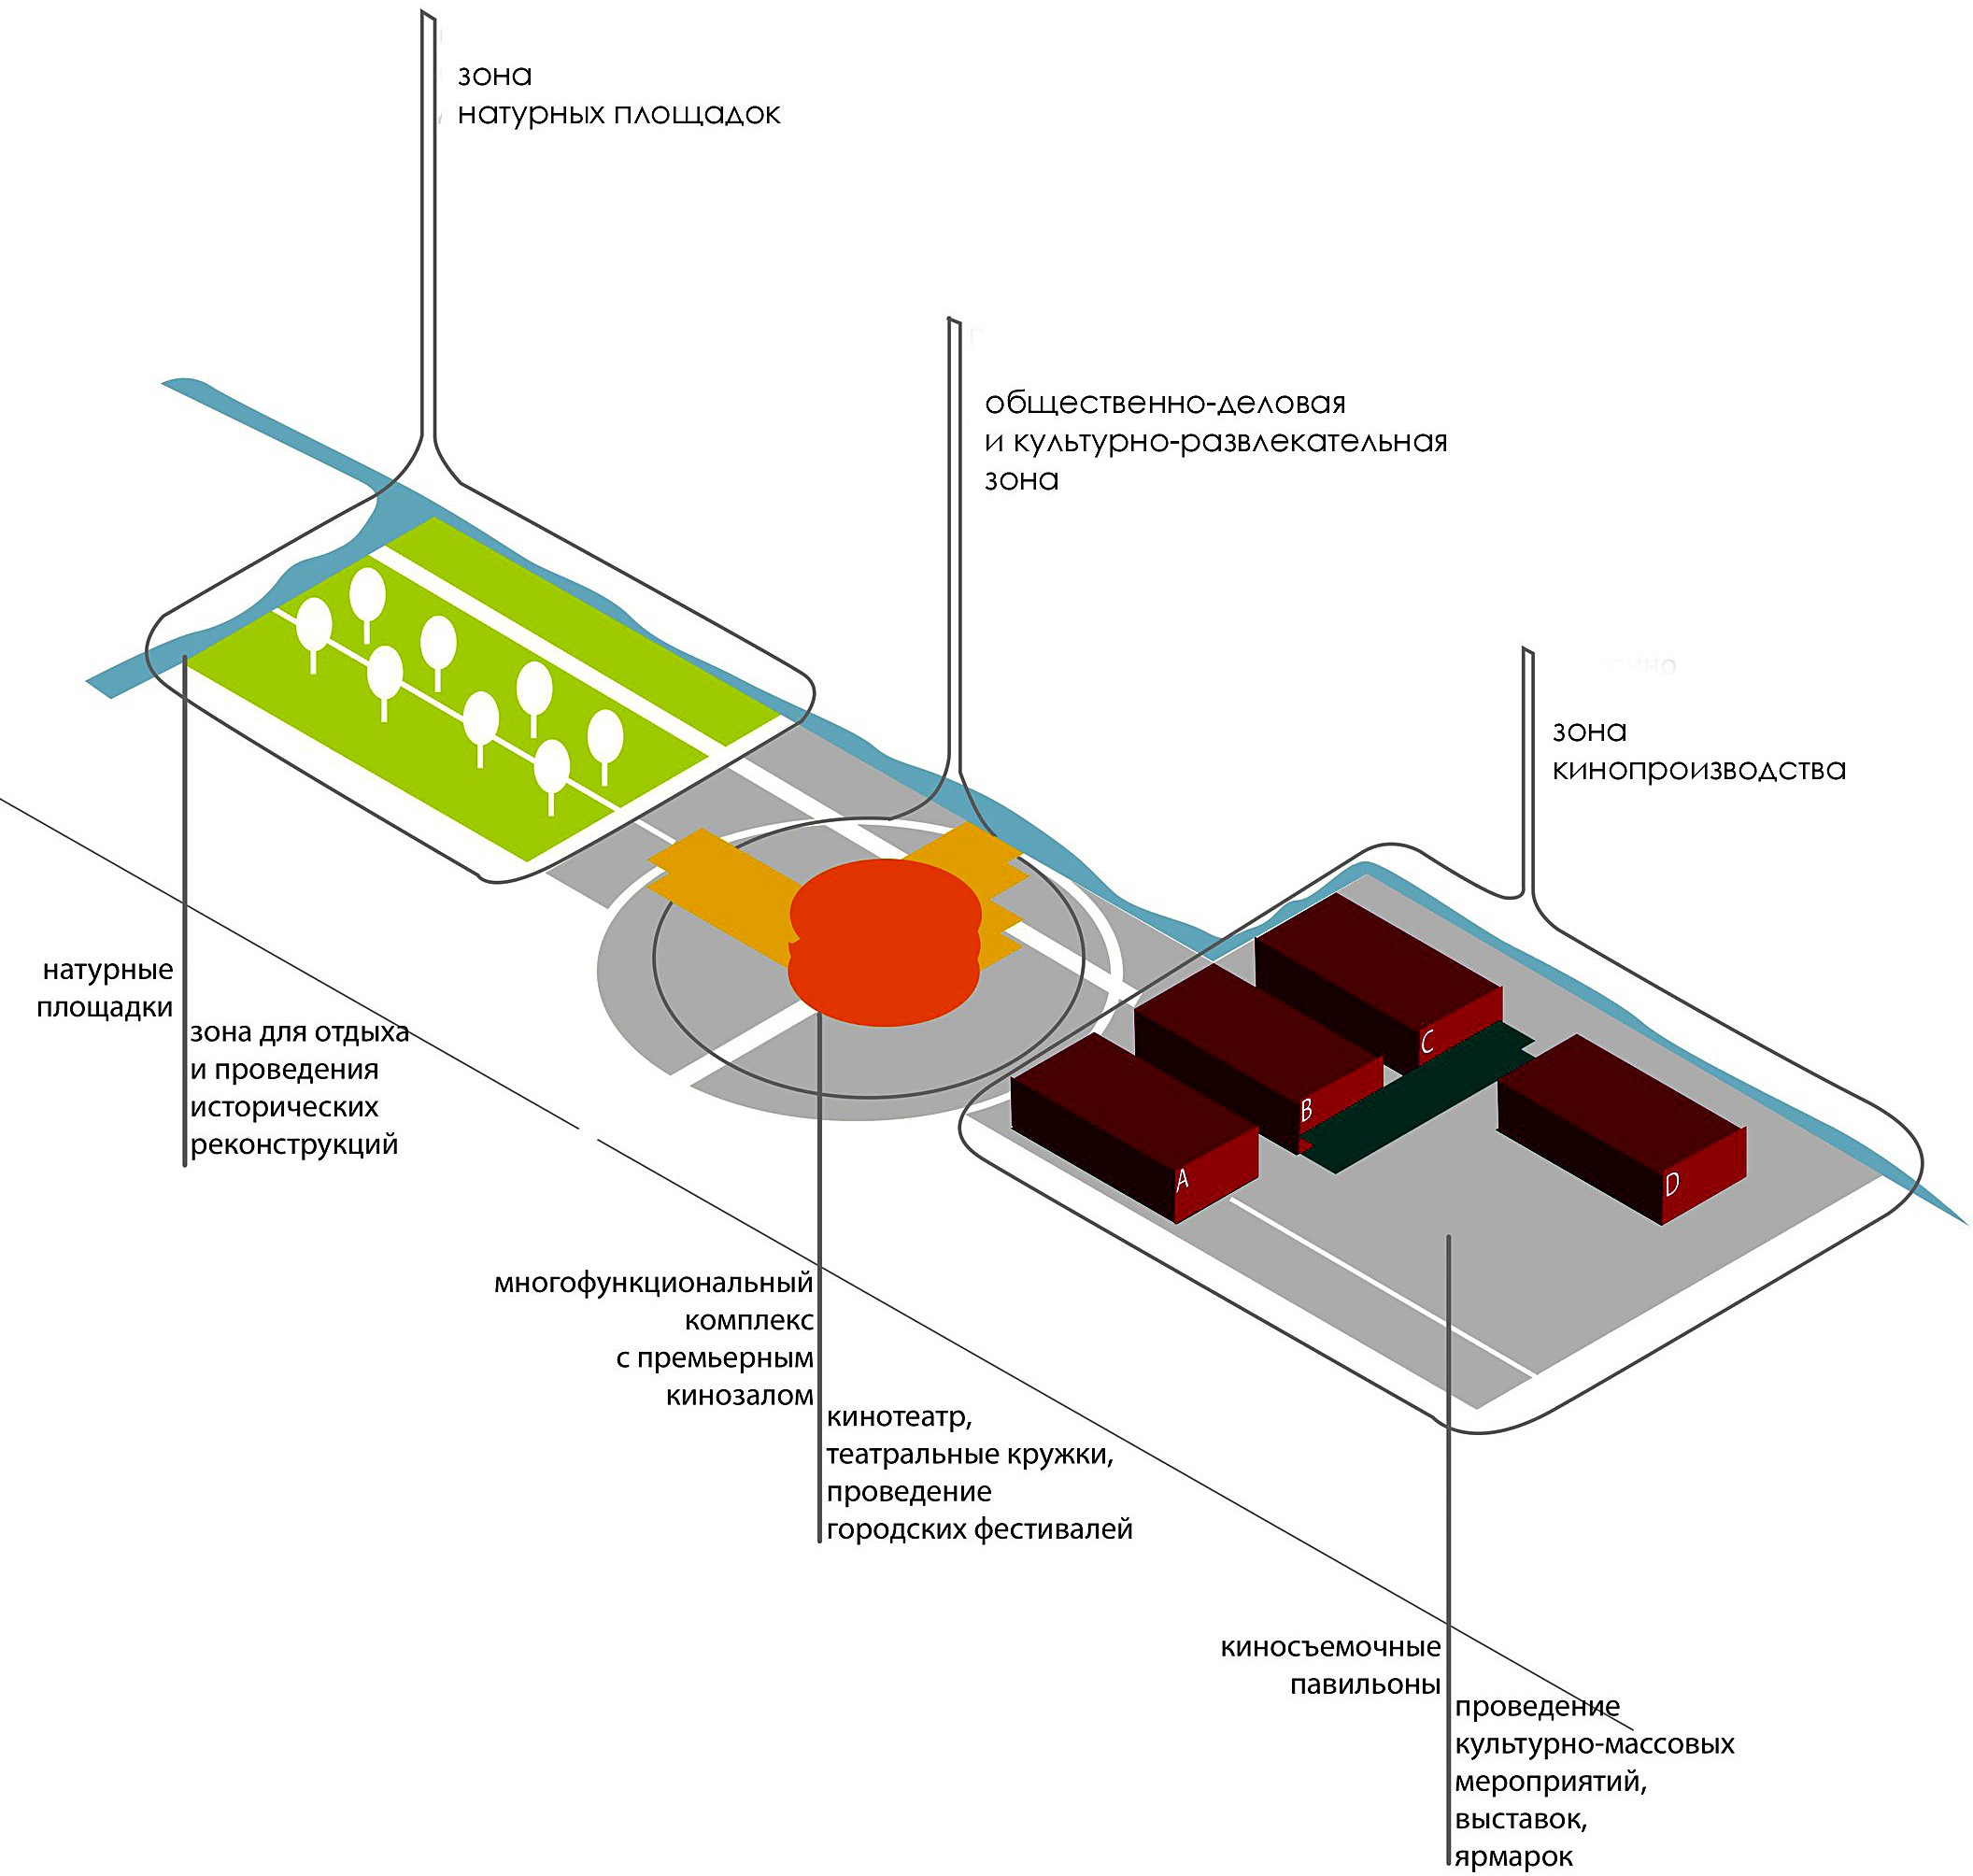 зона
натурных площадок
общественно-деловая
и культурно-развлекательная
зона
зона
кинопроизводства
C
B
A
D
натурные
площадки
зона для отдыха
и проведения
исторических
реконструкций
многофункциональный
комплекс
с премьерным
кинозалом
кинотеатр,
театральные кружки,
проведение
городских фестивалей
киносъемочные
павильоны
проведение
культурно-массовых
мероприятий,
выставок,
ярмарок